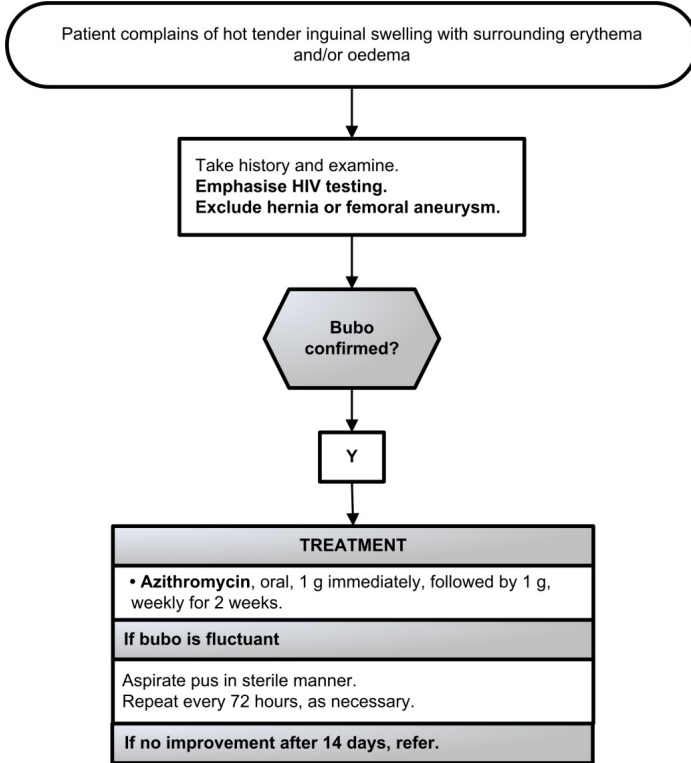 Patient complains of hot tender inguinal swelling with surrounding erythema
and/or oedema
Take history and examine.
Emphasise HIV testing.
Exclude hernia or femoral aneurysm.
Bubo
confirmed?
Y
TREATMENT
• Azithromycin, oral, 1 g immediately, followed by 1 g,
weekly for 2 weeks.
If bubo is fluctuant
Aspirate pus in sterile manner.
Repeat every 72 hours, as necessary.
If no improvement after 14 days, refer.